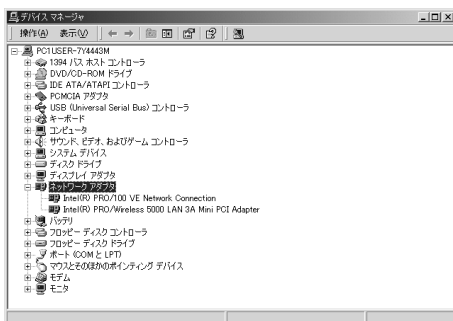 デバイス マネージャ
操作(A) 表示(V)
PC1USER-7Y4443M
1394 バス ホスト コントローラ
DVD/CD-ROM ドライブ
IDE ATA/ATAPI コントローラ
PCMCIA アダプタ
USB (Universal Serial Bus) コントローラ
キーボード
コンピュータ
サウンド、ビデオ、およびゲーム コントローラ
システム デバイス
ディスク ドライブ
ディスプレイ アダプタ
ネットワーク アダプタ
Intel(R) PRO/100 VE Network Connection
Intel(R) PRO/Wireless 5000 LAN 3A Mini PCI Adapter
バッテリ
フロッピー ディスク コントローラ
フロッピー ディスク ドライブ
ポート (COM と LPT)
マウスとそのほかのポインティング デバイス
モデム
モニタ